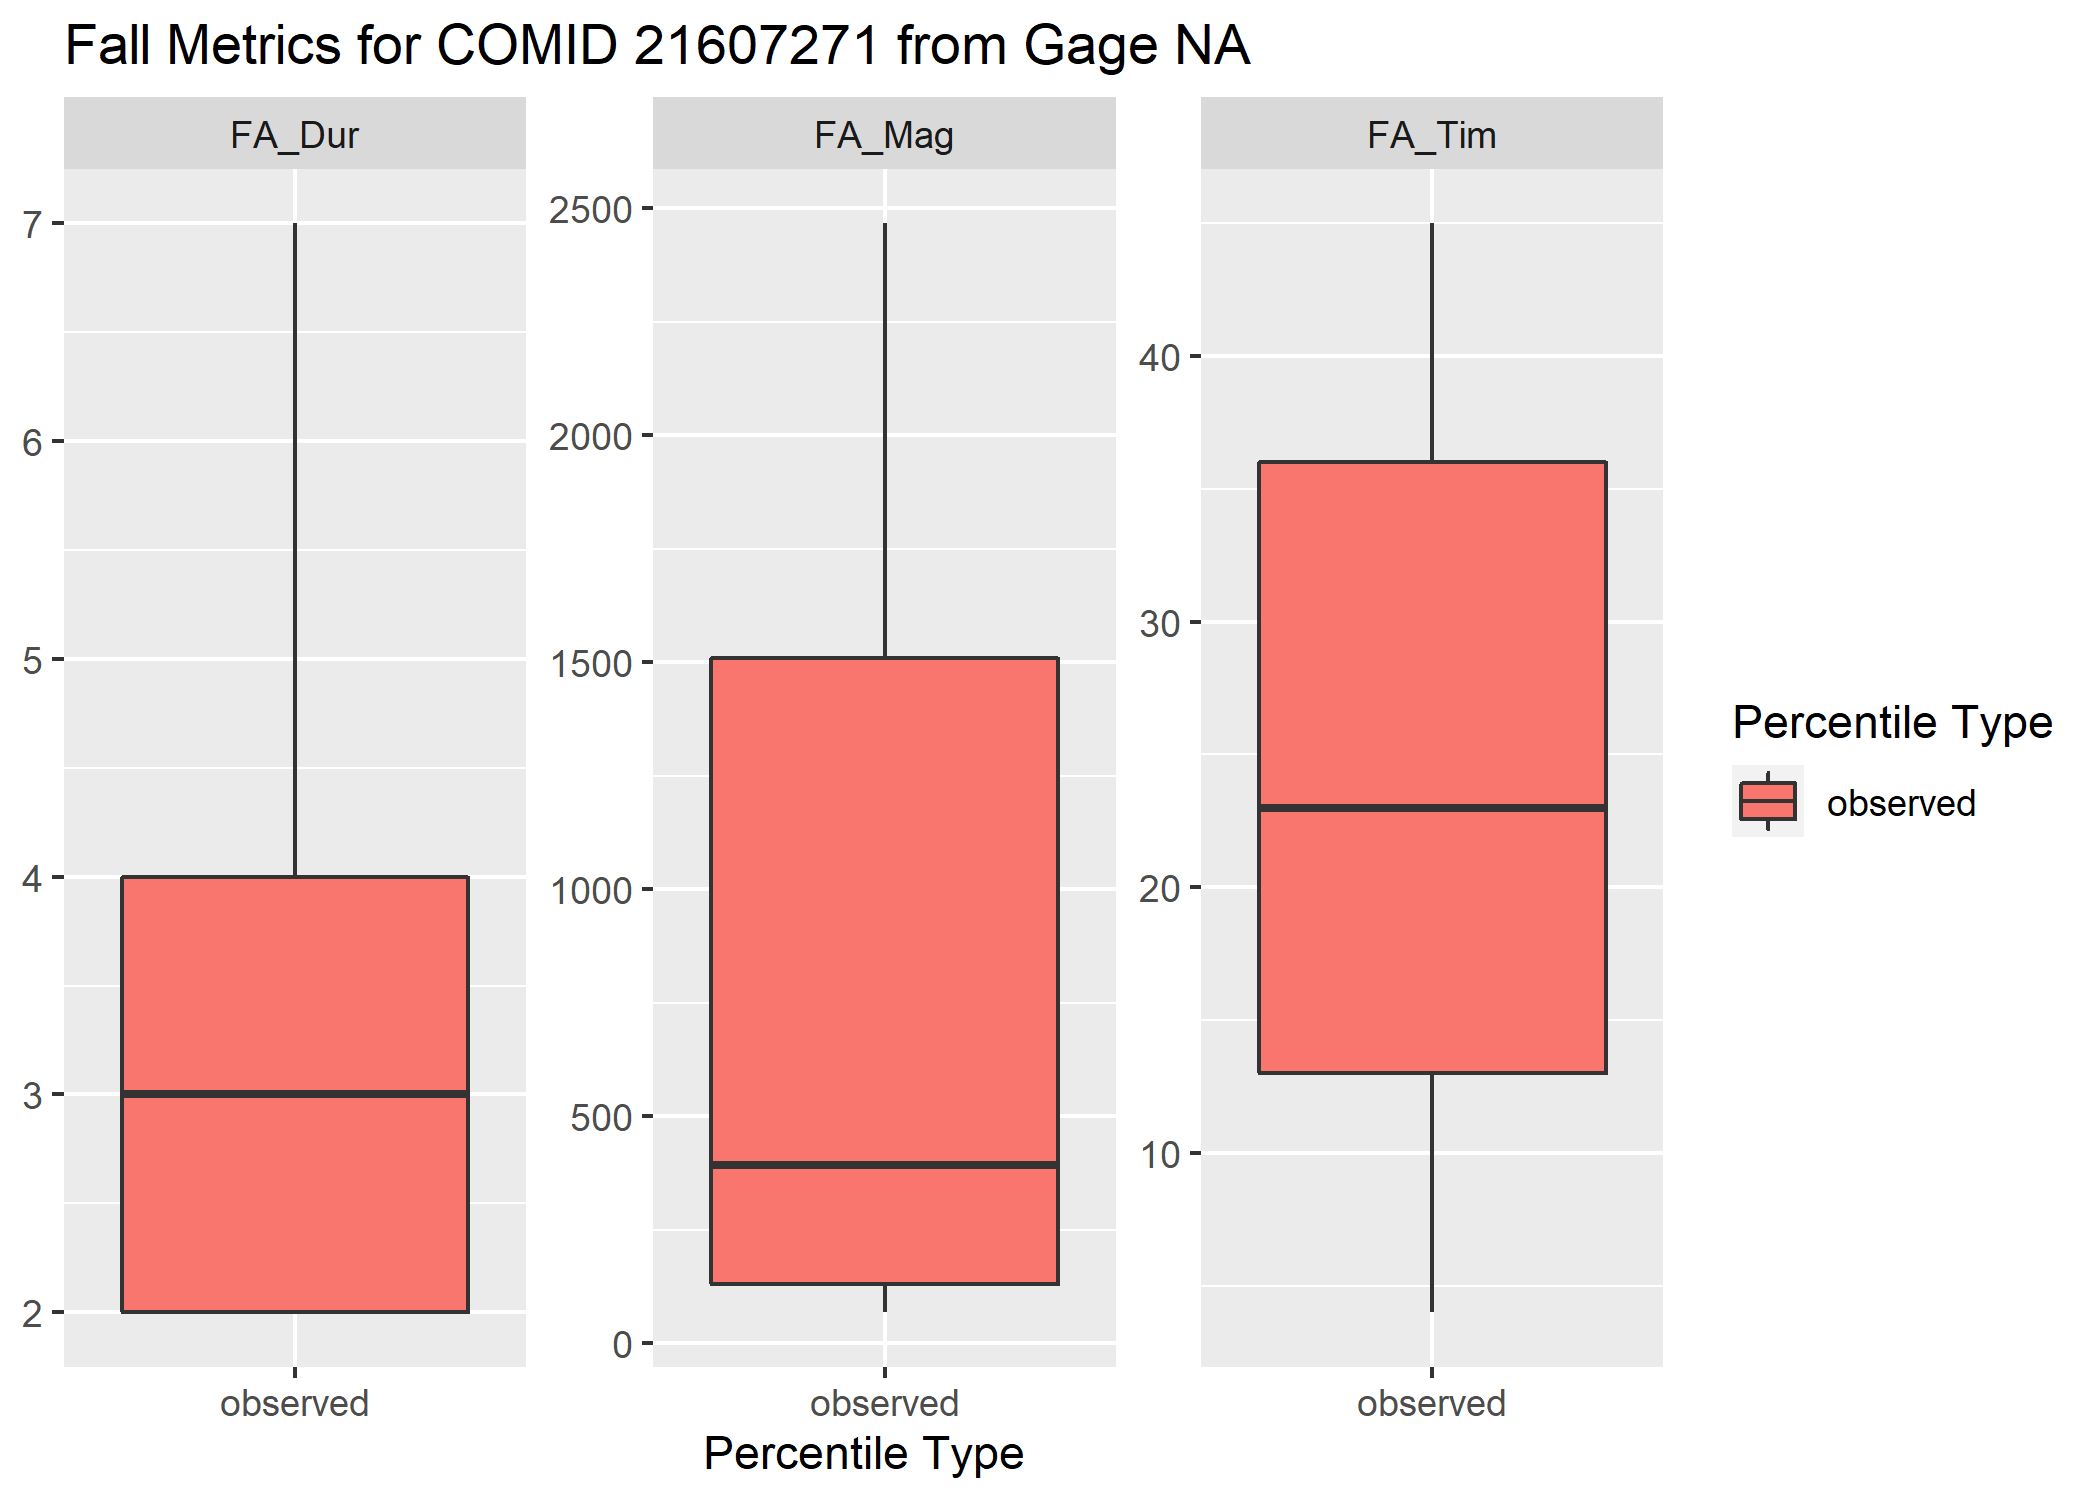 Fall Metrics for COMID 21607271 from Gage NA
FA_Dur
FA_Mag
FA_Tim
7
6
5
4
3
2
2500
2000
1500
1000
500
0
40
30
20
10
observed
observed
observed
Percentile Type
Percentile Type
observed